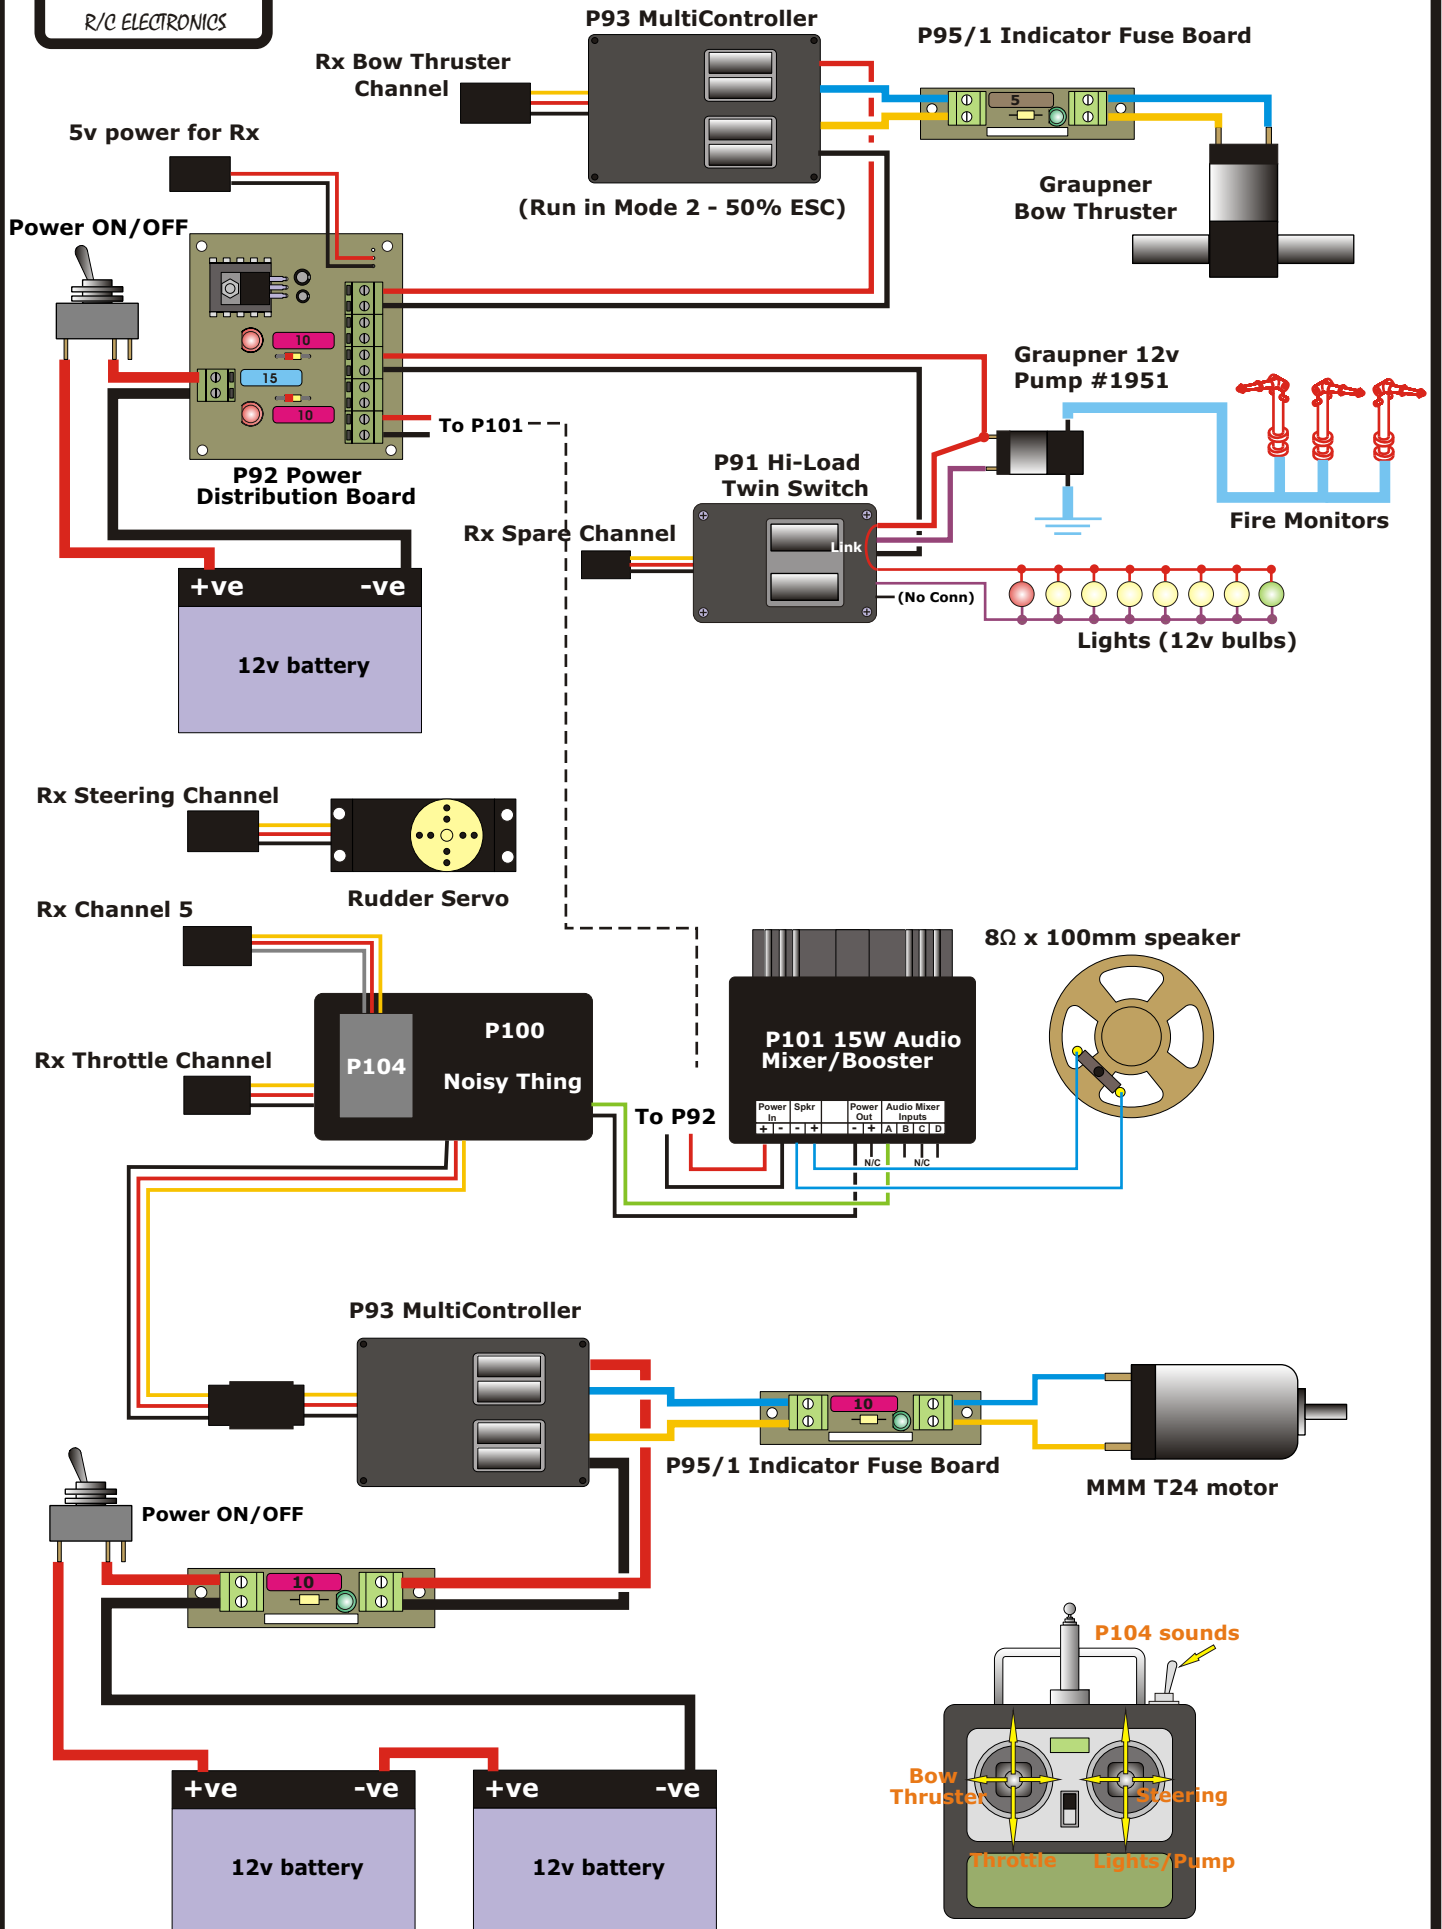 R/C ELECTRONICS
P93 MultiController
P95/1 Indicator Fuse Board
Rx Bow Thruster
Channel
5
5v power for Rx
Graupner
Bow Thruster
(Run in Mode 2 - 50% ESC)
Power ON/OFF
10
15
10
To P101
P92 Power
Distribution Board
Graupner 12v
Pump #1951
P91 Hi-Load
Twin Switch
Fire Monitors
Rx Spare Channel
Link
(No Conn)
Lights (12v bulbs)
+ve
-ve
12v battery
Rx Steering Channel
Rudder Servo
Rx Channel 5
8Ω x 100mm speaker
P100
Noisy Thing
P104
Rx Throttle Channel
P101 15W Audio
Mixer/Booster
To P92
Power Spkr Power Audio Mixer
In Out Inputs
+ - - + - + A B C D
N/C N/C
P93 MultiController
10
P95/1 Indicator Fuse Board
MMM T24 motor
Power ON/OFF
10
P104 sounds
+ve -ve +ve -ve
12v battery 12v battery
Bow
Thruster
Steering
Throttle
Lights/Pump